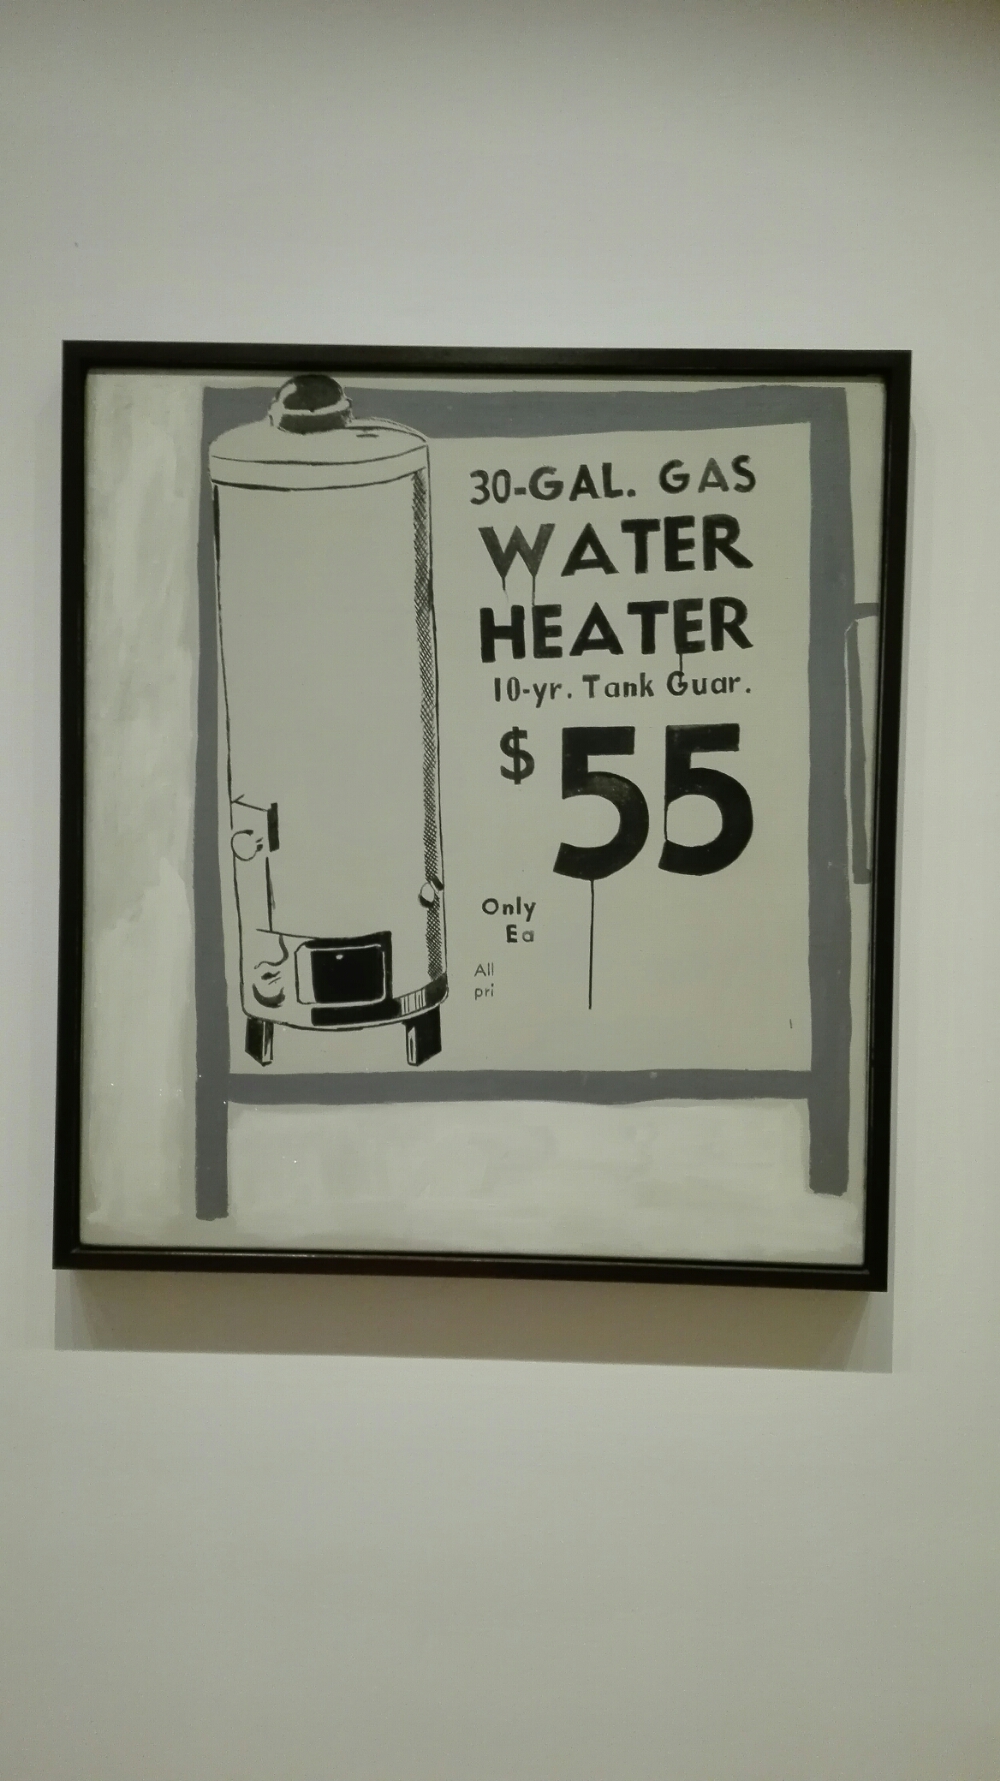 30-GAL. GAS
WATER
HEATER
10-yr. Tank Guar.
$55
Only
Ea
All
pri